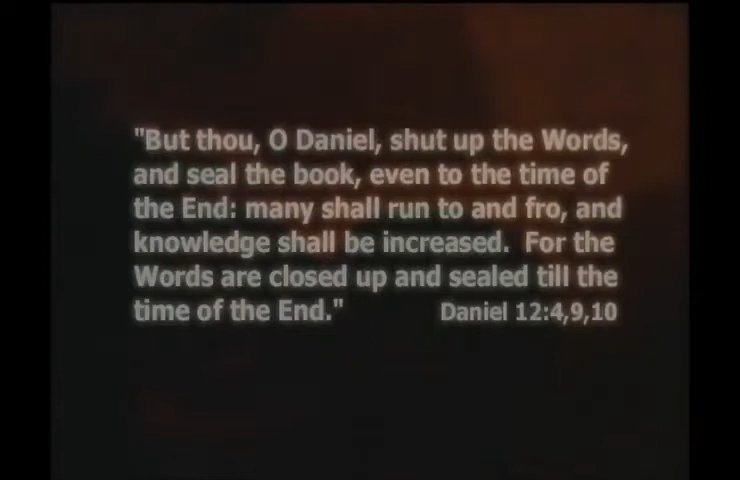 "But thou, O Daniel, shut up the Words,
and seal the book, even to the time of
the End: many shall run to and fro, and
knowledge shall be increased.  For the
Words are closed up and sealed till the
time of the End."          Daniel 12:4,9,10